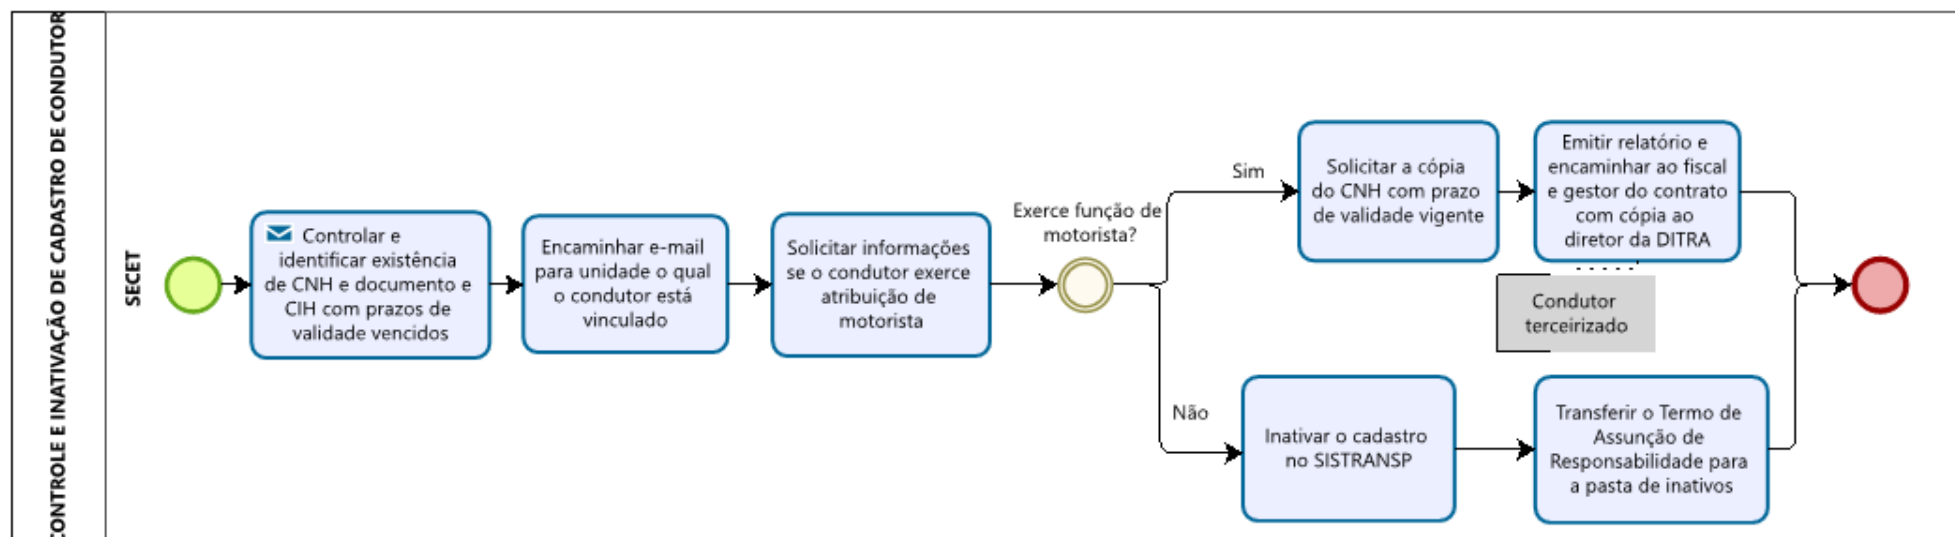 CONTROLE E INATIVAÇÃO DE CADASTRO DE CONDUTOR
SECET
Controlar e
identificar existência
de CNH e documento e
CIH com prazos de
validade vencidos
Encaminhar e-mail
para unidade o qual
o condutor está
vinculado
Solicitar informações
se o condutor exerce
atribuição de
motorista
Exerce função de
motorista?
Sim
Solicitar a cópia
do CNH com prazo
de validade vigente
Emitir relatório e
encaminhar ao fiscal
e gestor do contrato
com cópia ao
diretor da DITRA
Condutor
terceirizado
Não
Inativar o cadastro
no SISTRANSP
Transferir o Termo de
Assunção de
Responsabilidade para
a pasta de inativos